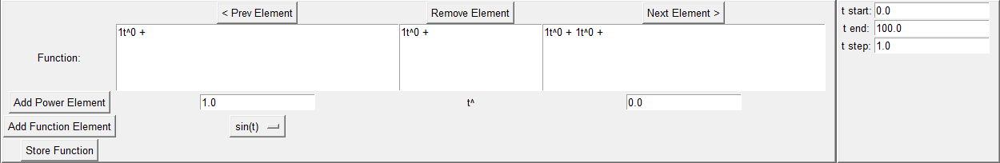 < Prev Element Remove Element Next Element >
t start: 0.0
t end: 100.0
t step: 1.0
Function: 1t^0 + 1t^0 + 1t^0 + 1t^0 +
Add Power Element 1.0 t^ 0.0
Add Function Element sin(t)
Store Function